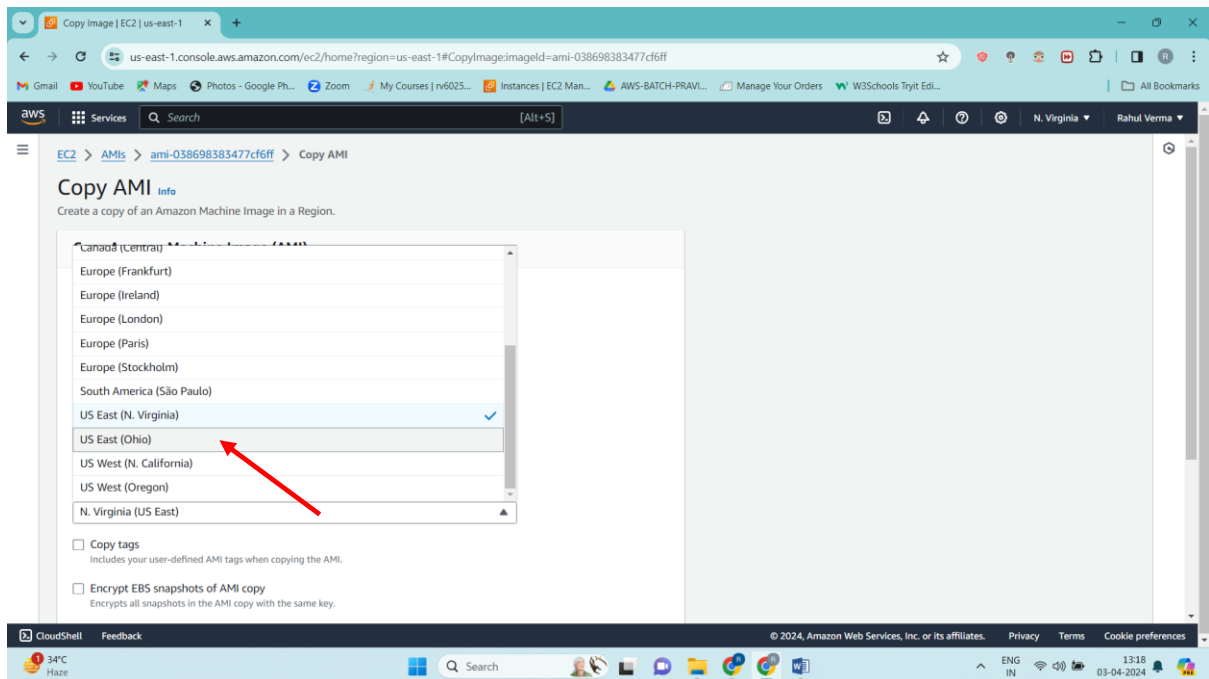 Copy Image | EC2 | us-east-1
us-east-1.console.aws.amazon.com/ec2/home?region=us-east-1#CopyImage:imageId=ami-038698383477cf6ff
Gmail YouTube Maps Photos - Google Ph... Zoom My Courses | rv6025... Instances | EC2 Man... AWS-BATCH-PRAVI... Manage Your Orders W3Schools Tryit Edi... All Bookmarks
aws Services Search [Alt+S] N. Virginia Rahul Verma
EC2 > AMIs > ami-038698383477cf6ff > Copy AMI
Copy AMI Info
Create a copy of an Amazon Machine Image in a Region.
Canada (Central)
Europe (Frankfurt)
Europe (Ireland)
Europe (London)
Europe (Paris)
Europe (Stockholm)
South America (São Paulo)
US East (N. Virginia)
US East (Ohio)
US West (N. California)
US West (Oregon)
N. Virginia (US East)
Copy tags
Includes your user-defined AMI tags when copying the AMI.
Encrypt EBS snapshots of AMI copy
Encrypts all snapshots in the AMI copy with the same key.
CloudShell Feedback © 2024, Amazon Web Services, Inc. or its affiliates. Privacy Terms Cookie preferences
1 34°C
Haze
Search
ENG
IN
13:18
03-04-2024